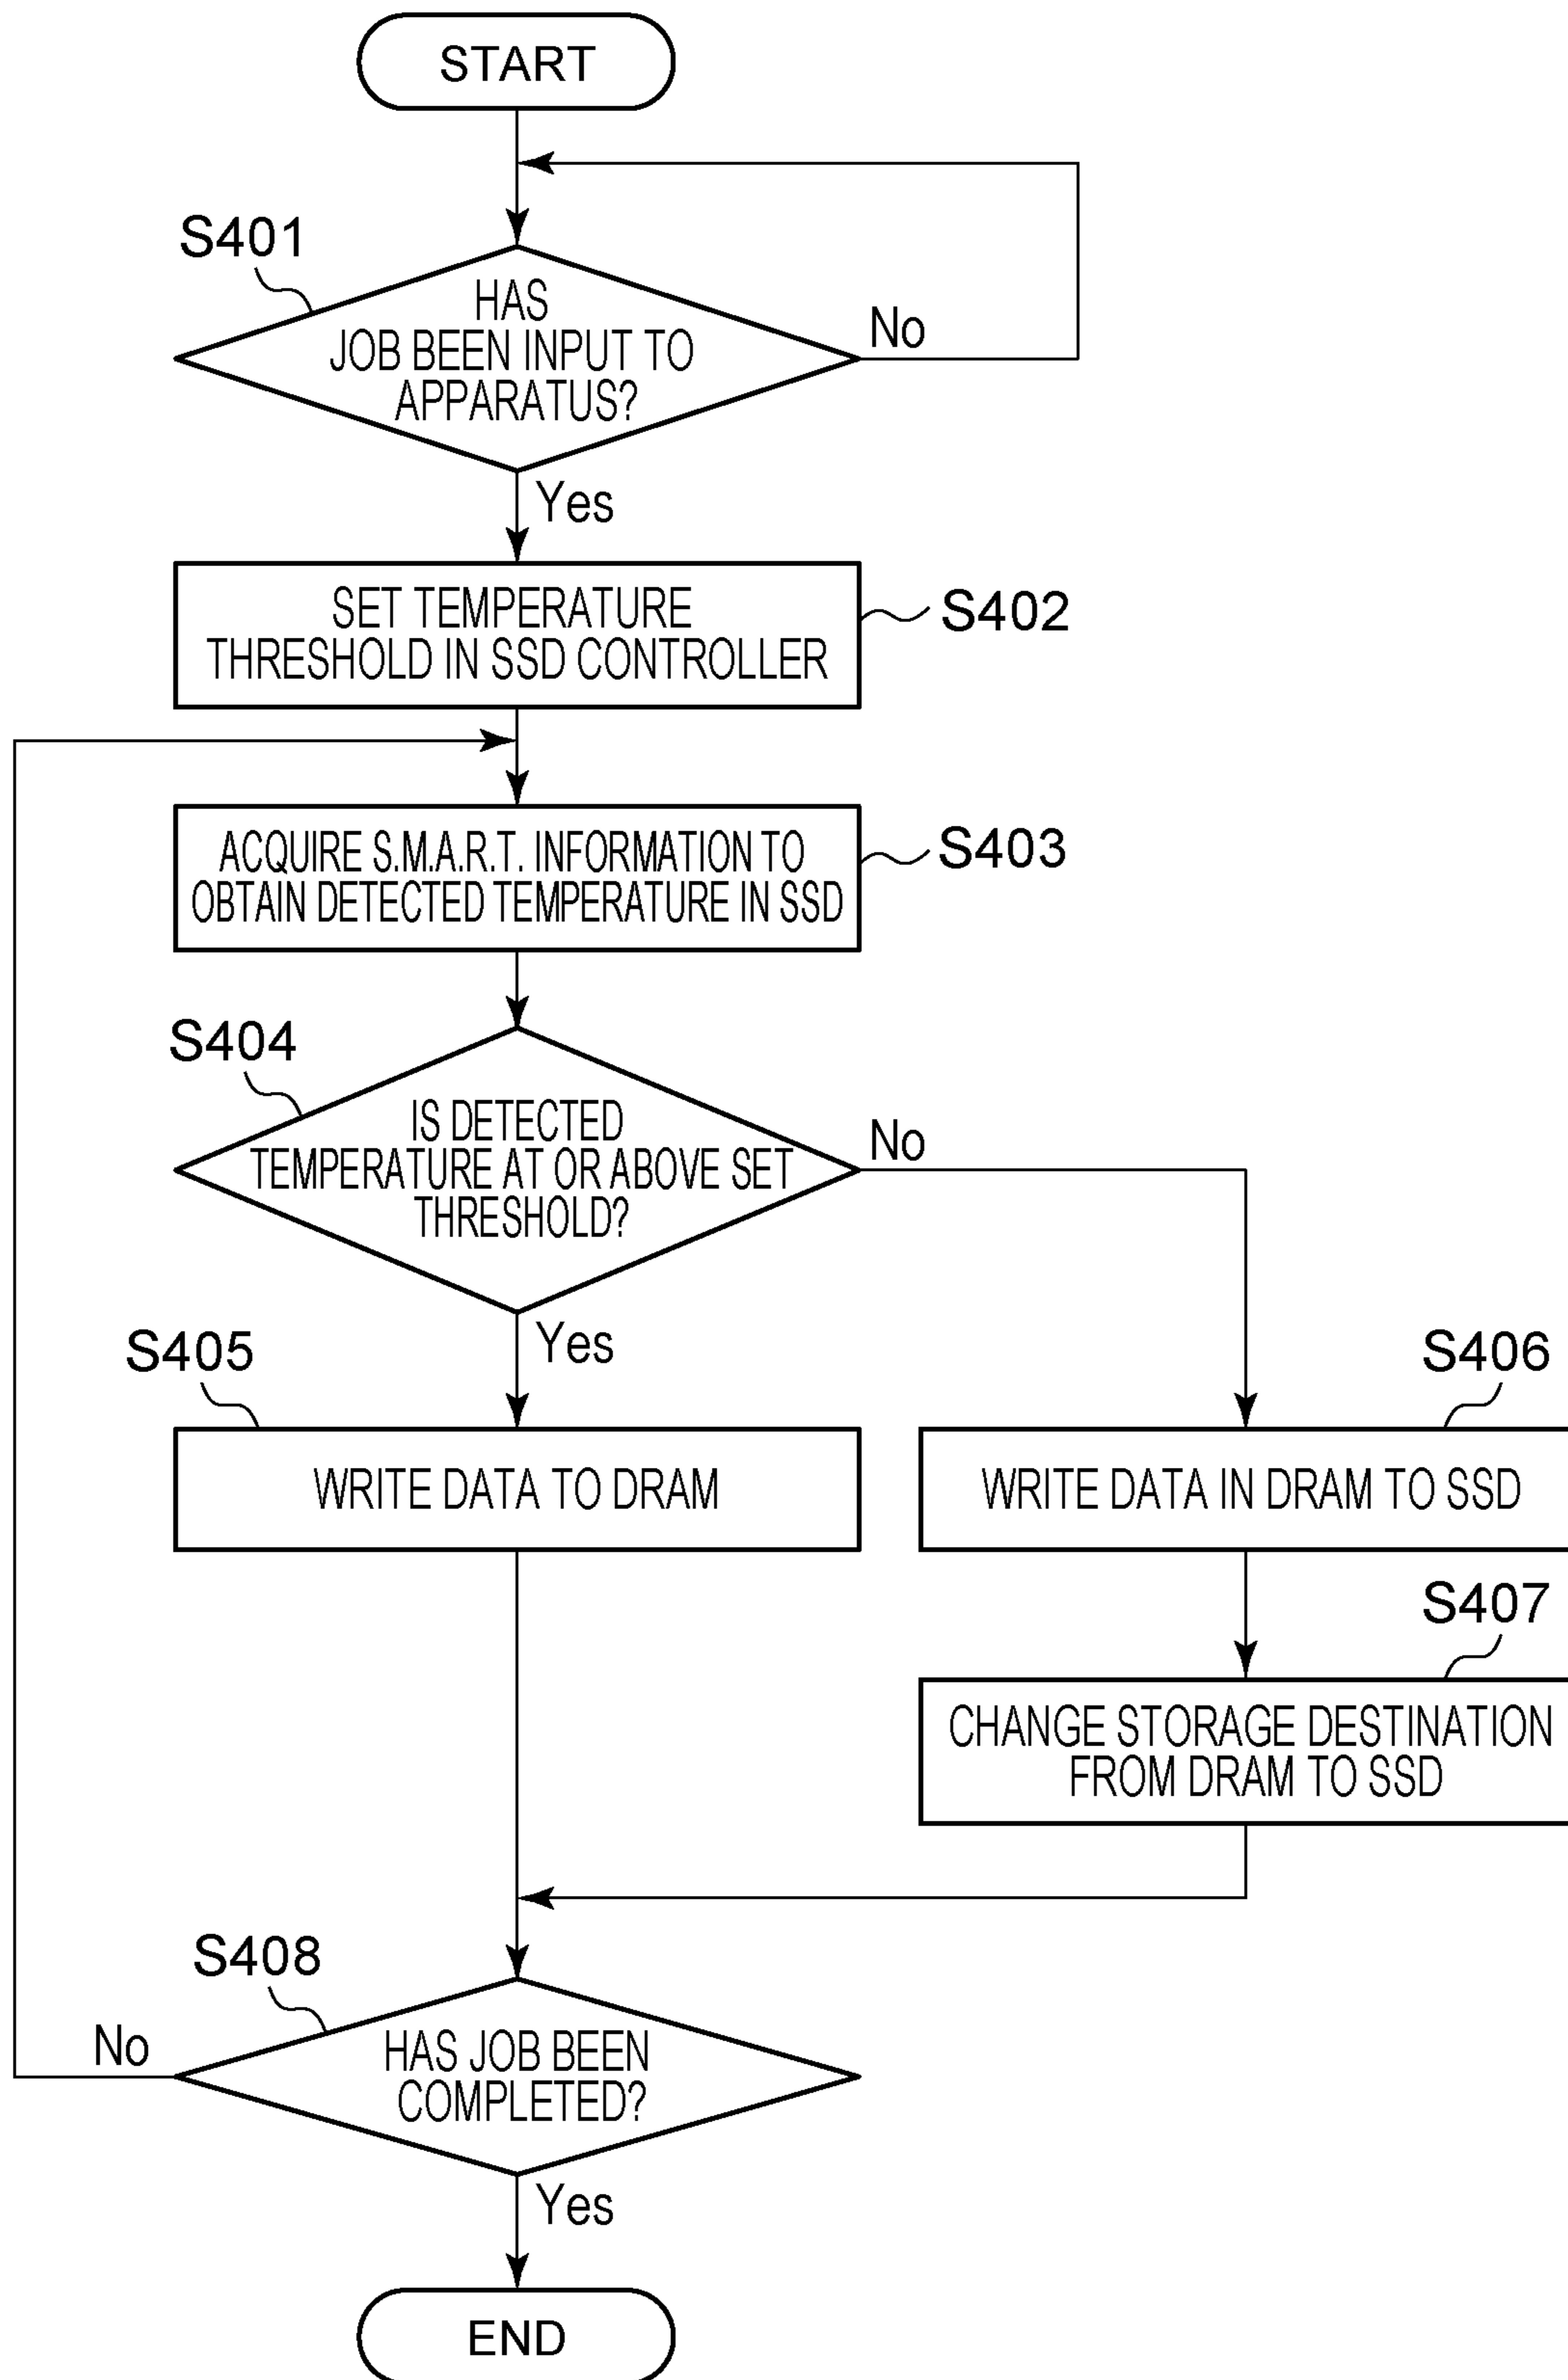 START
S401
HAS
JOB BEEN INPUT TO
APPARATUS?
No
Yes
SET TEMPERATURE
THRESHOLD IN SSD CONTROLLER
S402
ACQUIRE S.M.A.R.T. INFORMATION TO
OBTAIN DETECTED TEMPERATURE IN SSD
S403
S404
IS DETECTED
TEMPERATURE AT OR ABOVE SET
THRESHOLD?
No
Yes
S405
WRITE DATA TO DRAM
S406
WRITE DATA IN DRAM TO SSD
S407
CHANGE STORAGE DESTINATION
FROM DRAM TO SSD
S408
HAS JOB BEEN
COMPLETED?
No
Yes
END